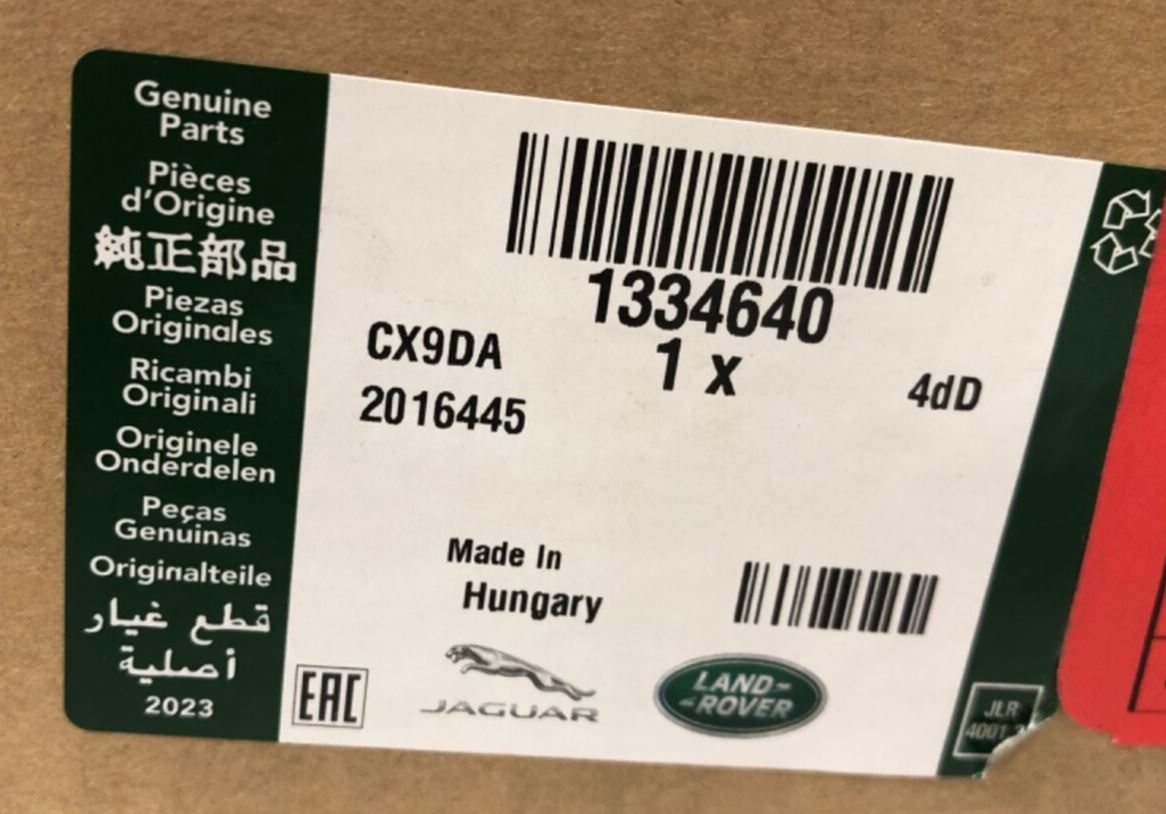 Genuine
Parts
Pièces
d'Origine
純正部品
Piezas
Originales
Ricambi
Originali
Originele
Onderdelen
Peças
Genuinas
Originalteile
قطع غيار
أصلية
2023
1334640
1 x
CX9DA
4dD
2016445
Made In
Hungary
EAC
JAGUAR
LAND-
-ROVER
JLR
4001